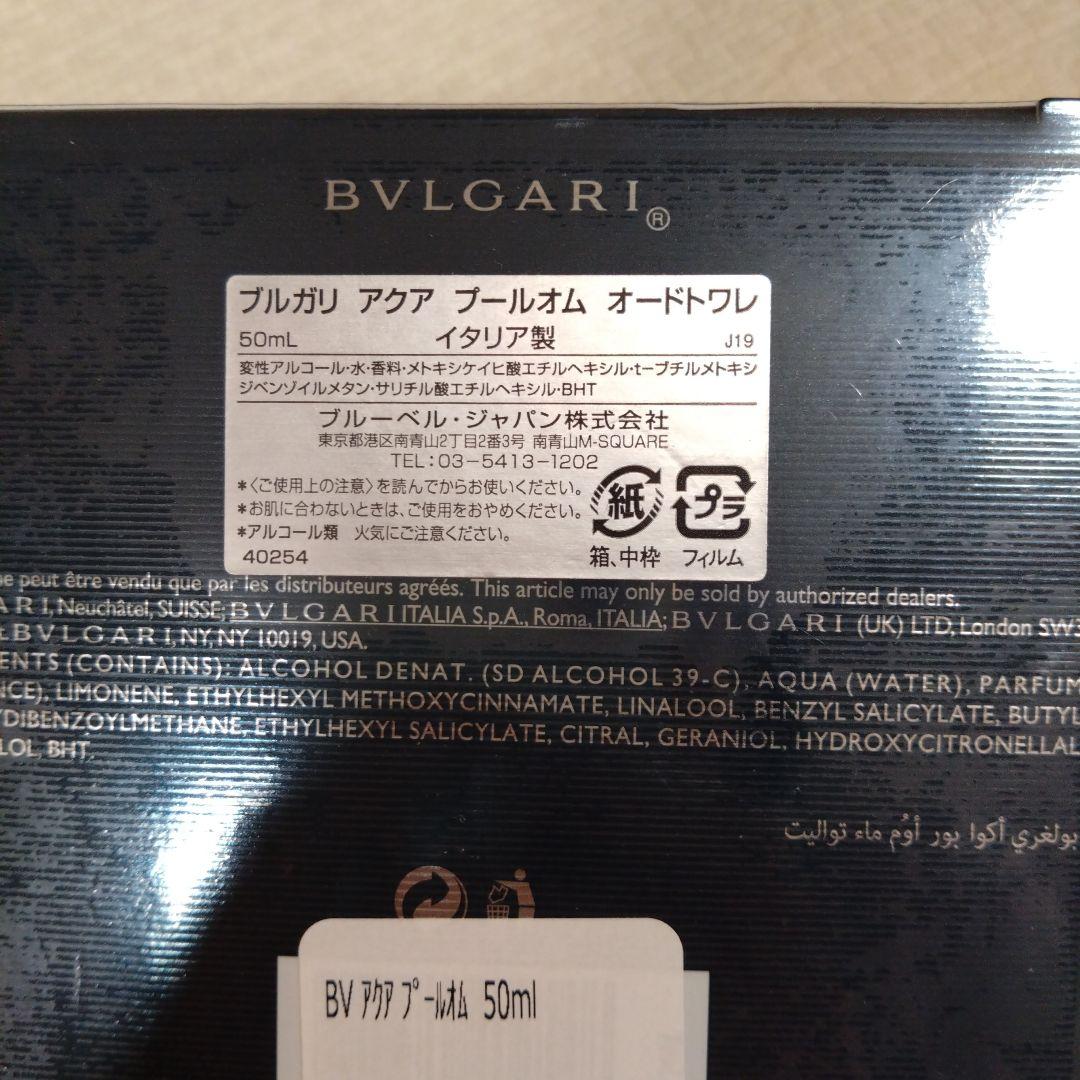 BVLGARI®
ブルガリ アクア プールオム オードトワレ
50mL イタリア製 J19
変性アルコール・水・香料・メトキシケイヒ酸エチルヘキシル・t-ブチルメトキシ
ジベンゾイルメタン・サリチル酸エチルヘキシル・BHT
ブルーベル・ジャパン株式会社
東京都港区南青山2丁目2番3号 南青山M-SQUARE
TEL:03-5413-1202
*〈ご使用上の注意〉を読んでからお使いください。
*お肌に合わないときは、ご使用をおやめください。
*アルコール類 火気にご注意ください。
40254
紙
箱、中枠
プラ
フィルム
peut être vendu que par les distributeurs agréés. This article may only be sold by authorized dealers.
ARI, Neuchâtel, SUISSE; BVLGARI ITALIA S.p.A., Roma, ITALIA; BVLGARI (UK) LTD, London SW3
BVLGARI, NY, NY 10019, USA.
ENTS (CONTAINS): ALCOHOL DENAT. (SD ALCOHOL 39-C), AQUA (WATER), PARFUM
NCE), LIMONENE, ETHYLHEXYL METHOXYCINNAMATE, LINALOOL, BENZYL SALICYLATE, BUTYL
YDIBENZOYLMETHANE, ETHYLHEXYL SALICYLATE, CITRAL, GERANIOL, HYDROXYCITRONELLAL
LOL, BHT.
بولغري أكوا بور أوُم ماء تواليت
BV ｱｸｱ ﾌﾟｰﾙｵﾑ 50ml